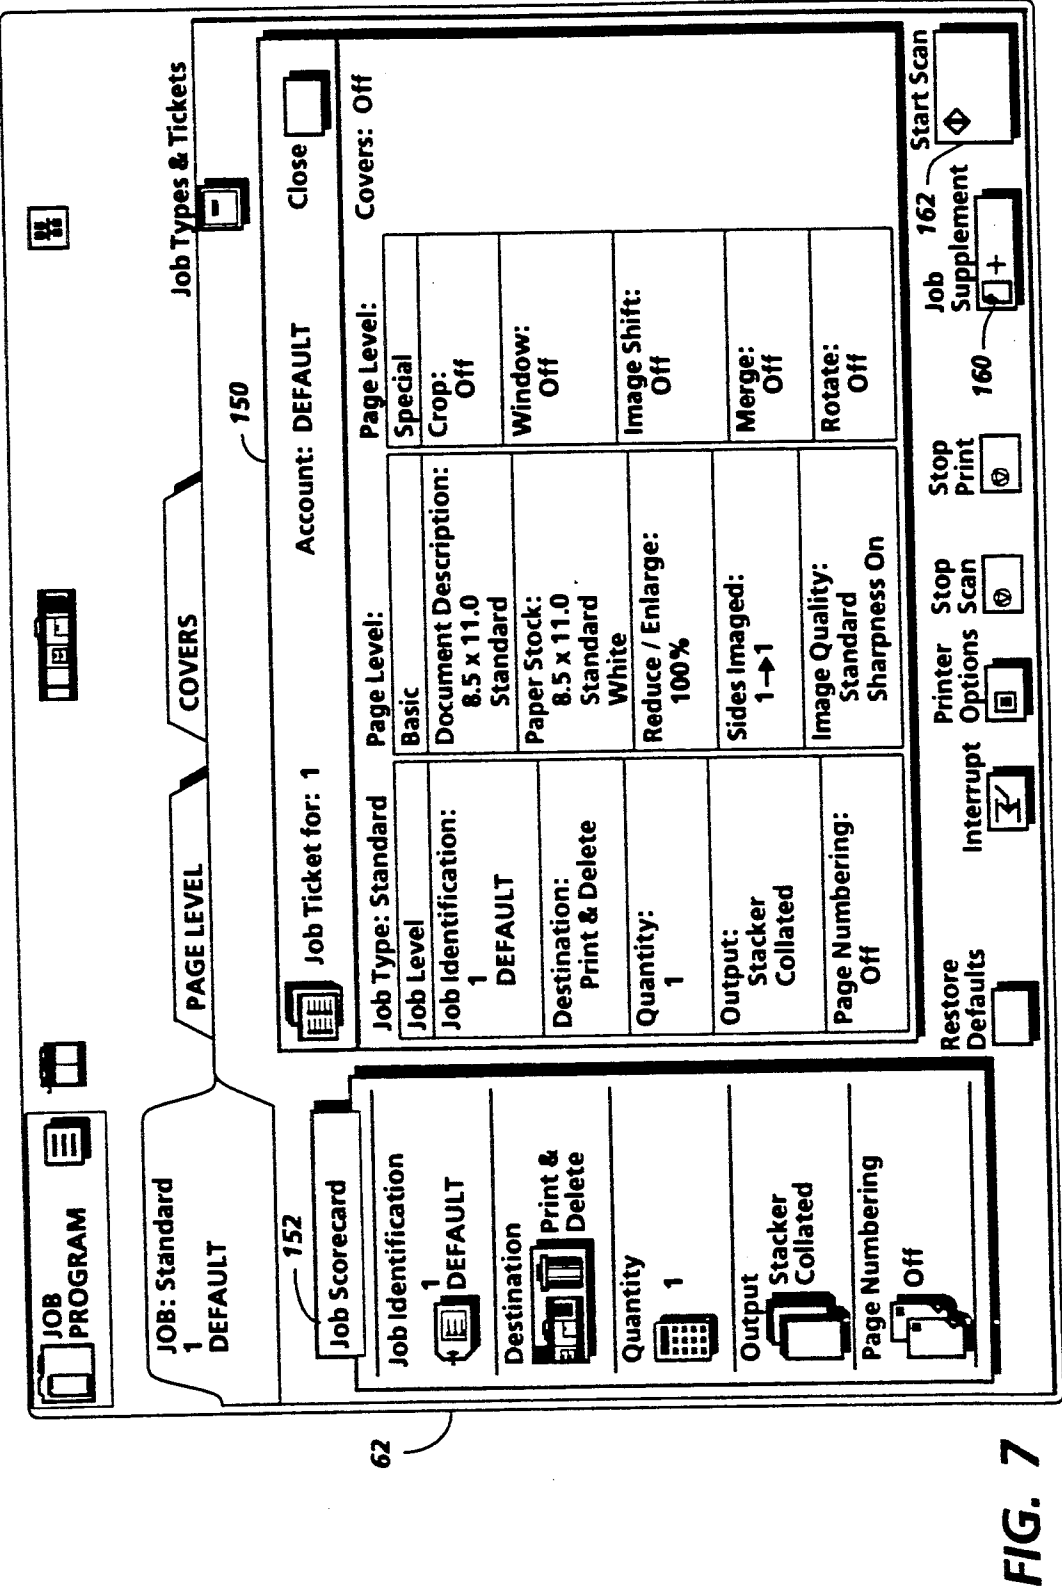 JOB
PROGRAM
Job Types & Tickets
JOB: Standard
1
DEFAULT
PAGE LEVEL
COVERS
150
152
Job Scorecard
Job Identification
1
DEFAULT
Destination
Print &
Delete
Quantity
1
Output
Stacker
Collated
Page Numbering
Off
Job Ticket for: 1
Account: DEFAULT
Close
Job Type: Standard
Job Level
Job Identification:
1
DEFAULT
Destination:
Print & Delete
Quantity:
1
Output:
Stacker
Collated
Page Numbering:
Off
Page Level:
Basic
Document Description:
8.5 x 11.0
Standard
Paper Stock:
8.5 x 11.0
Standard
White
Reduce / Enlarge:
100%
Sides Imaged:
1→1
Image Quality:
Standard
Sharpness On
Page Level:
Special
Crop:
Off
Window:
Off
Image Shift:
Off
Merge:
Off
Rotate:
Off
Covers: Off
Restore
Defaults
Interrupt
Printer
Options
Stop
Scan
Stop
Print
Job
Supplement
160
162
Start Scan
62
FIG. 7